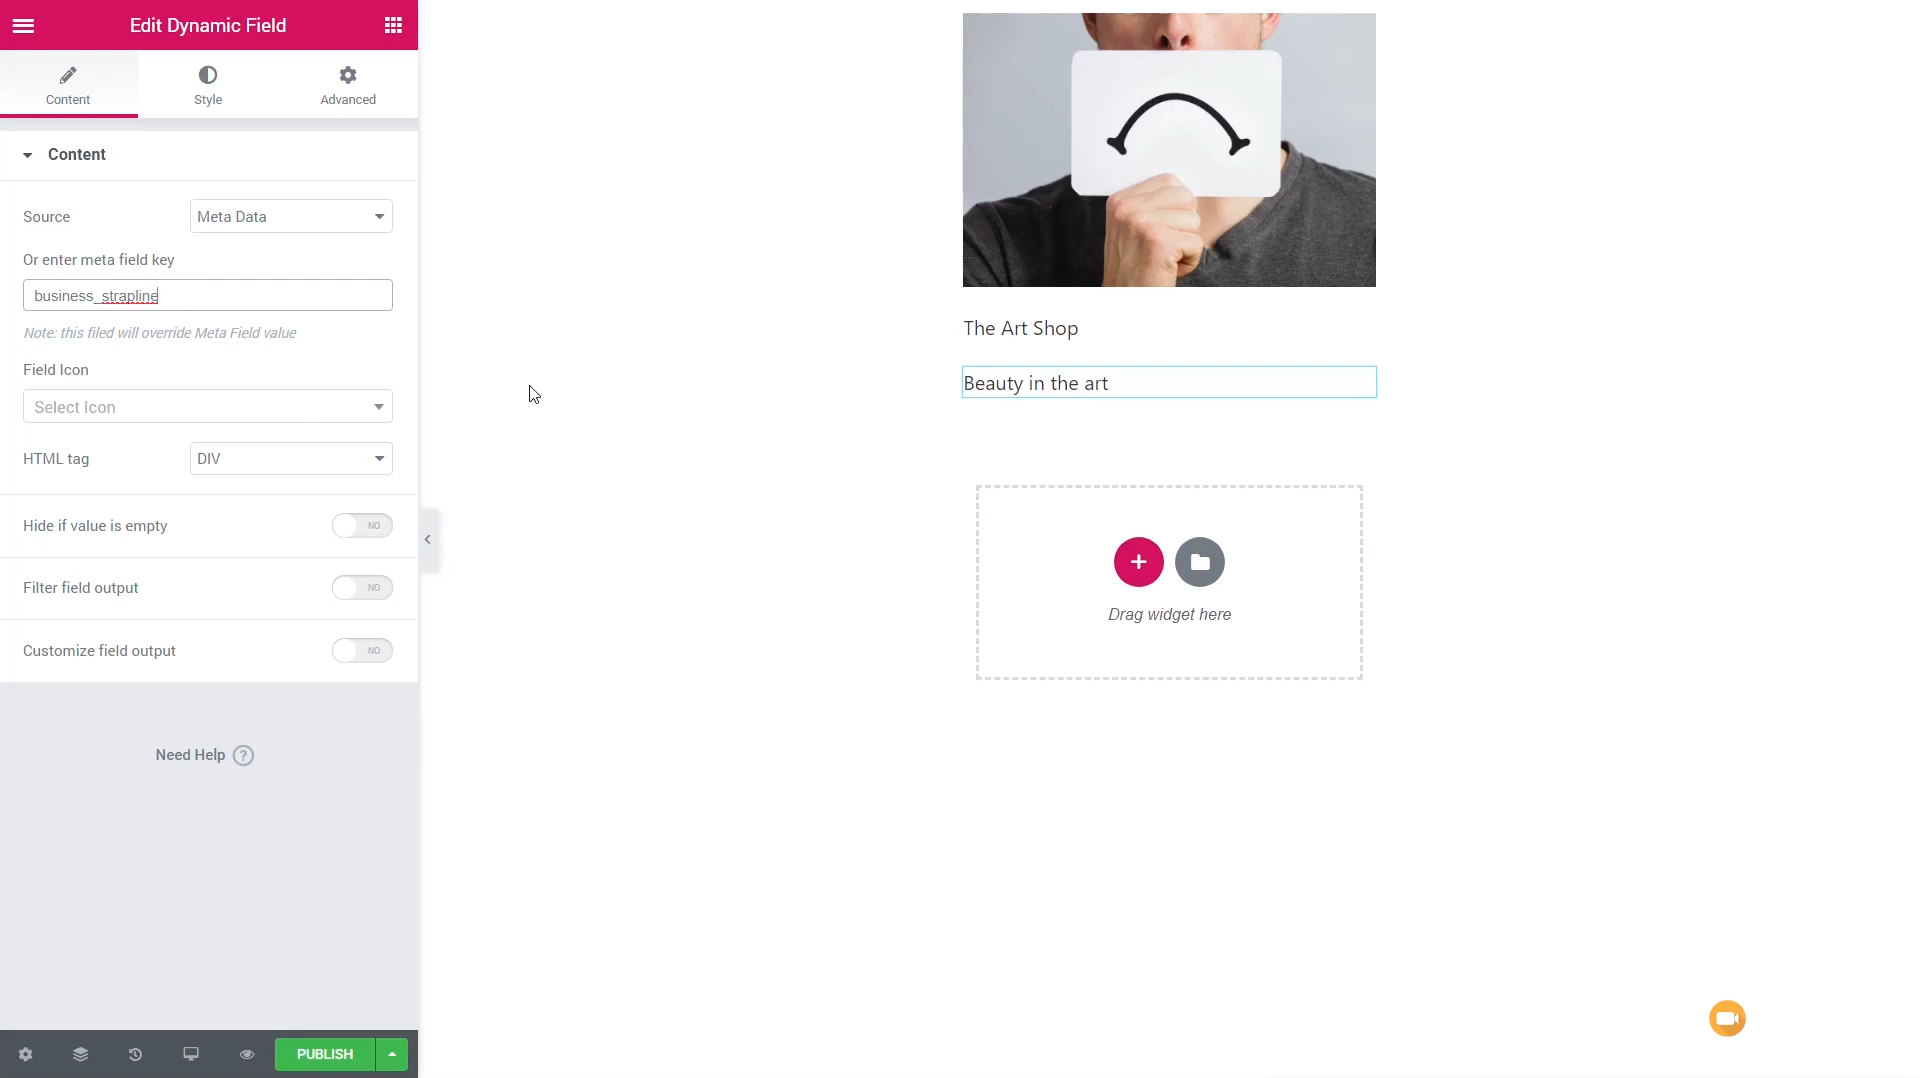 Edit Dynamic Field
Content
Style
Advanced
Content
Source
Meta Data
Or enter meta field key
business_strapline
Note: this filed will override Meta Field value
Field Icon
Select Icon
HTML tag
DIV
Hide if value is empty
NO
Filter field output
NO
Customize field output
NO
Need Help ?
PUBLISH
The Art Shop
Beauty in the art
Drag widget here